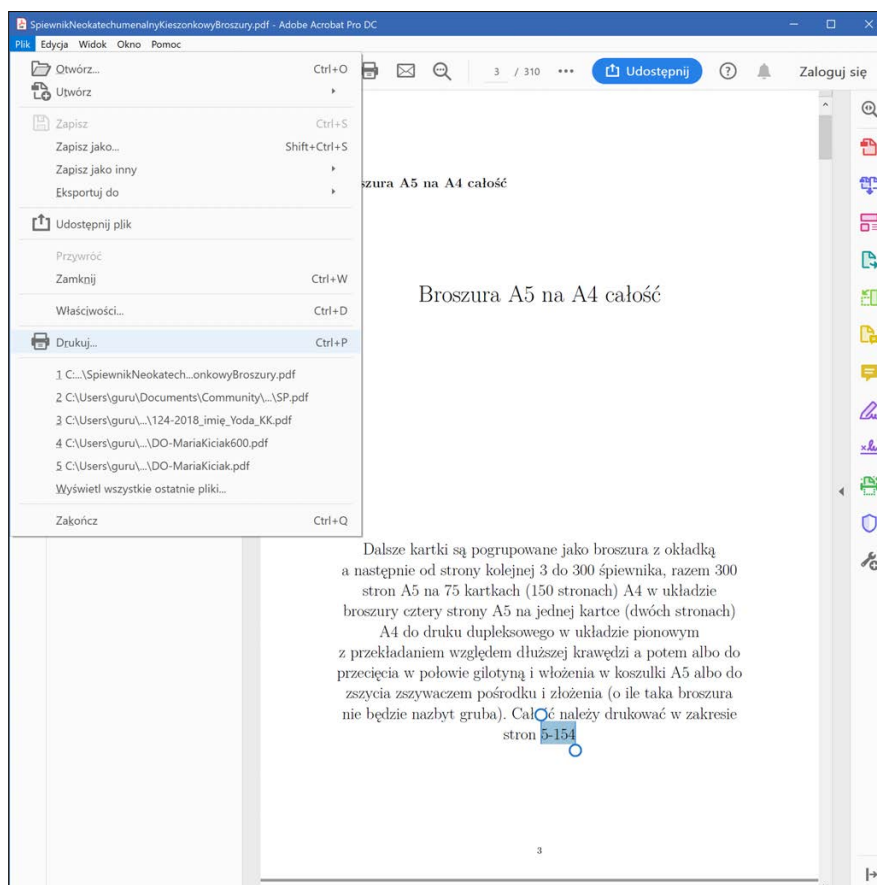 SpiewnikNeokatechumenalnyKieszonkowyBroszury.pdf - Adobe Acrobat Pro DC
Plik Edycja Widok Okno Pomoc
Otwórz... Ctrl+O
3 / 310 ••• Udostępnij Zaloguj się
Utwórz
Zapisz Ctrl+S
Zapisz jako... Shift+Ctrl+S
Zapisz jako inny
Eksportuj do
Udostępnij plik
Przywróć
Zamknij Ctrl+W
Właściwości... Ctrl+D
Drukuj... Ctrl+P
1 C:\...\SpiewnikNeokatech...onkowyBroszury.pdf
2 C:\Users\guru\Documents\Community\...\SP.pdf
3 C:\Users\guru\...\124-2018_imię_Yoda_KK.pdf
4 C:\Users\guru\...\DO-MariaKiciak600.pdf
5 C:\Users\guru\...\DO-MariaKiciak.pdf
Wyświetl wszystkie ostatnie pliki...
Zakończ Ctrl+Q
szura A5 na A4 całość
Broszura A5 na A4 całość
Dalsze kartki są pogrupowane jako broszura z okładką
a następnie od strony kolejnej 3 do 300 śpiewnika, razem 300
stron A5 na 75 kartkach (150 stronach) A4 w układzie
broszury cztery strony A5 na jednej kartce (dwóch stronach)
A4 do druku dupleksowego w układzie pionowym
z przekładaniem względem dłuższej krawędzi a potem albo do
przecięcia w połowie gilotyną i włożenia w koszulki A5 albo do
zszycia zszywaczem pośrodku i złożenia (o ile taka broszura
nie będzie nazbyt gruba). Całość należy drukować w zakresie
stron 5-154
3